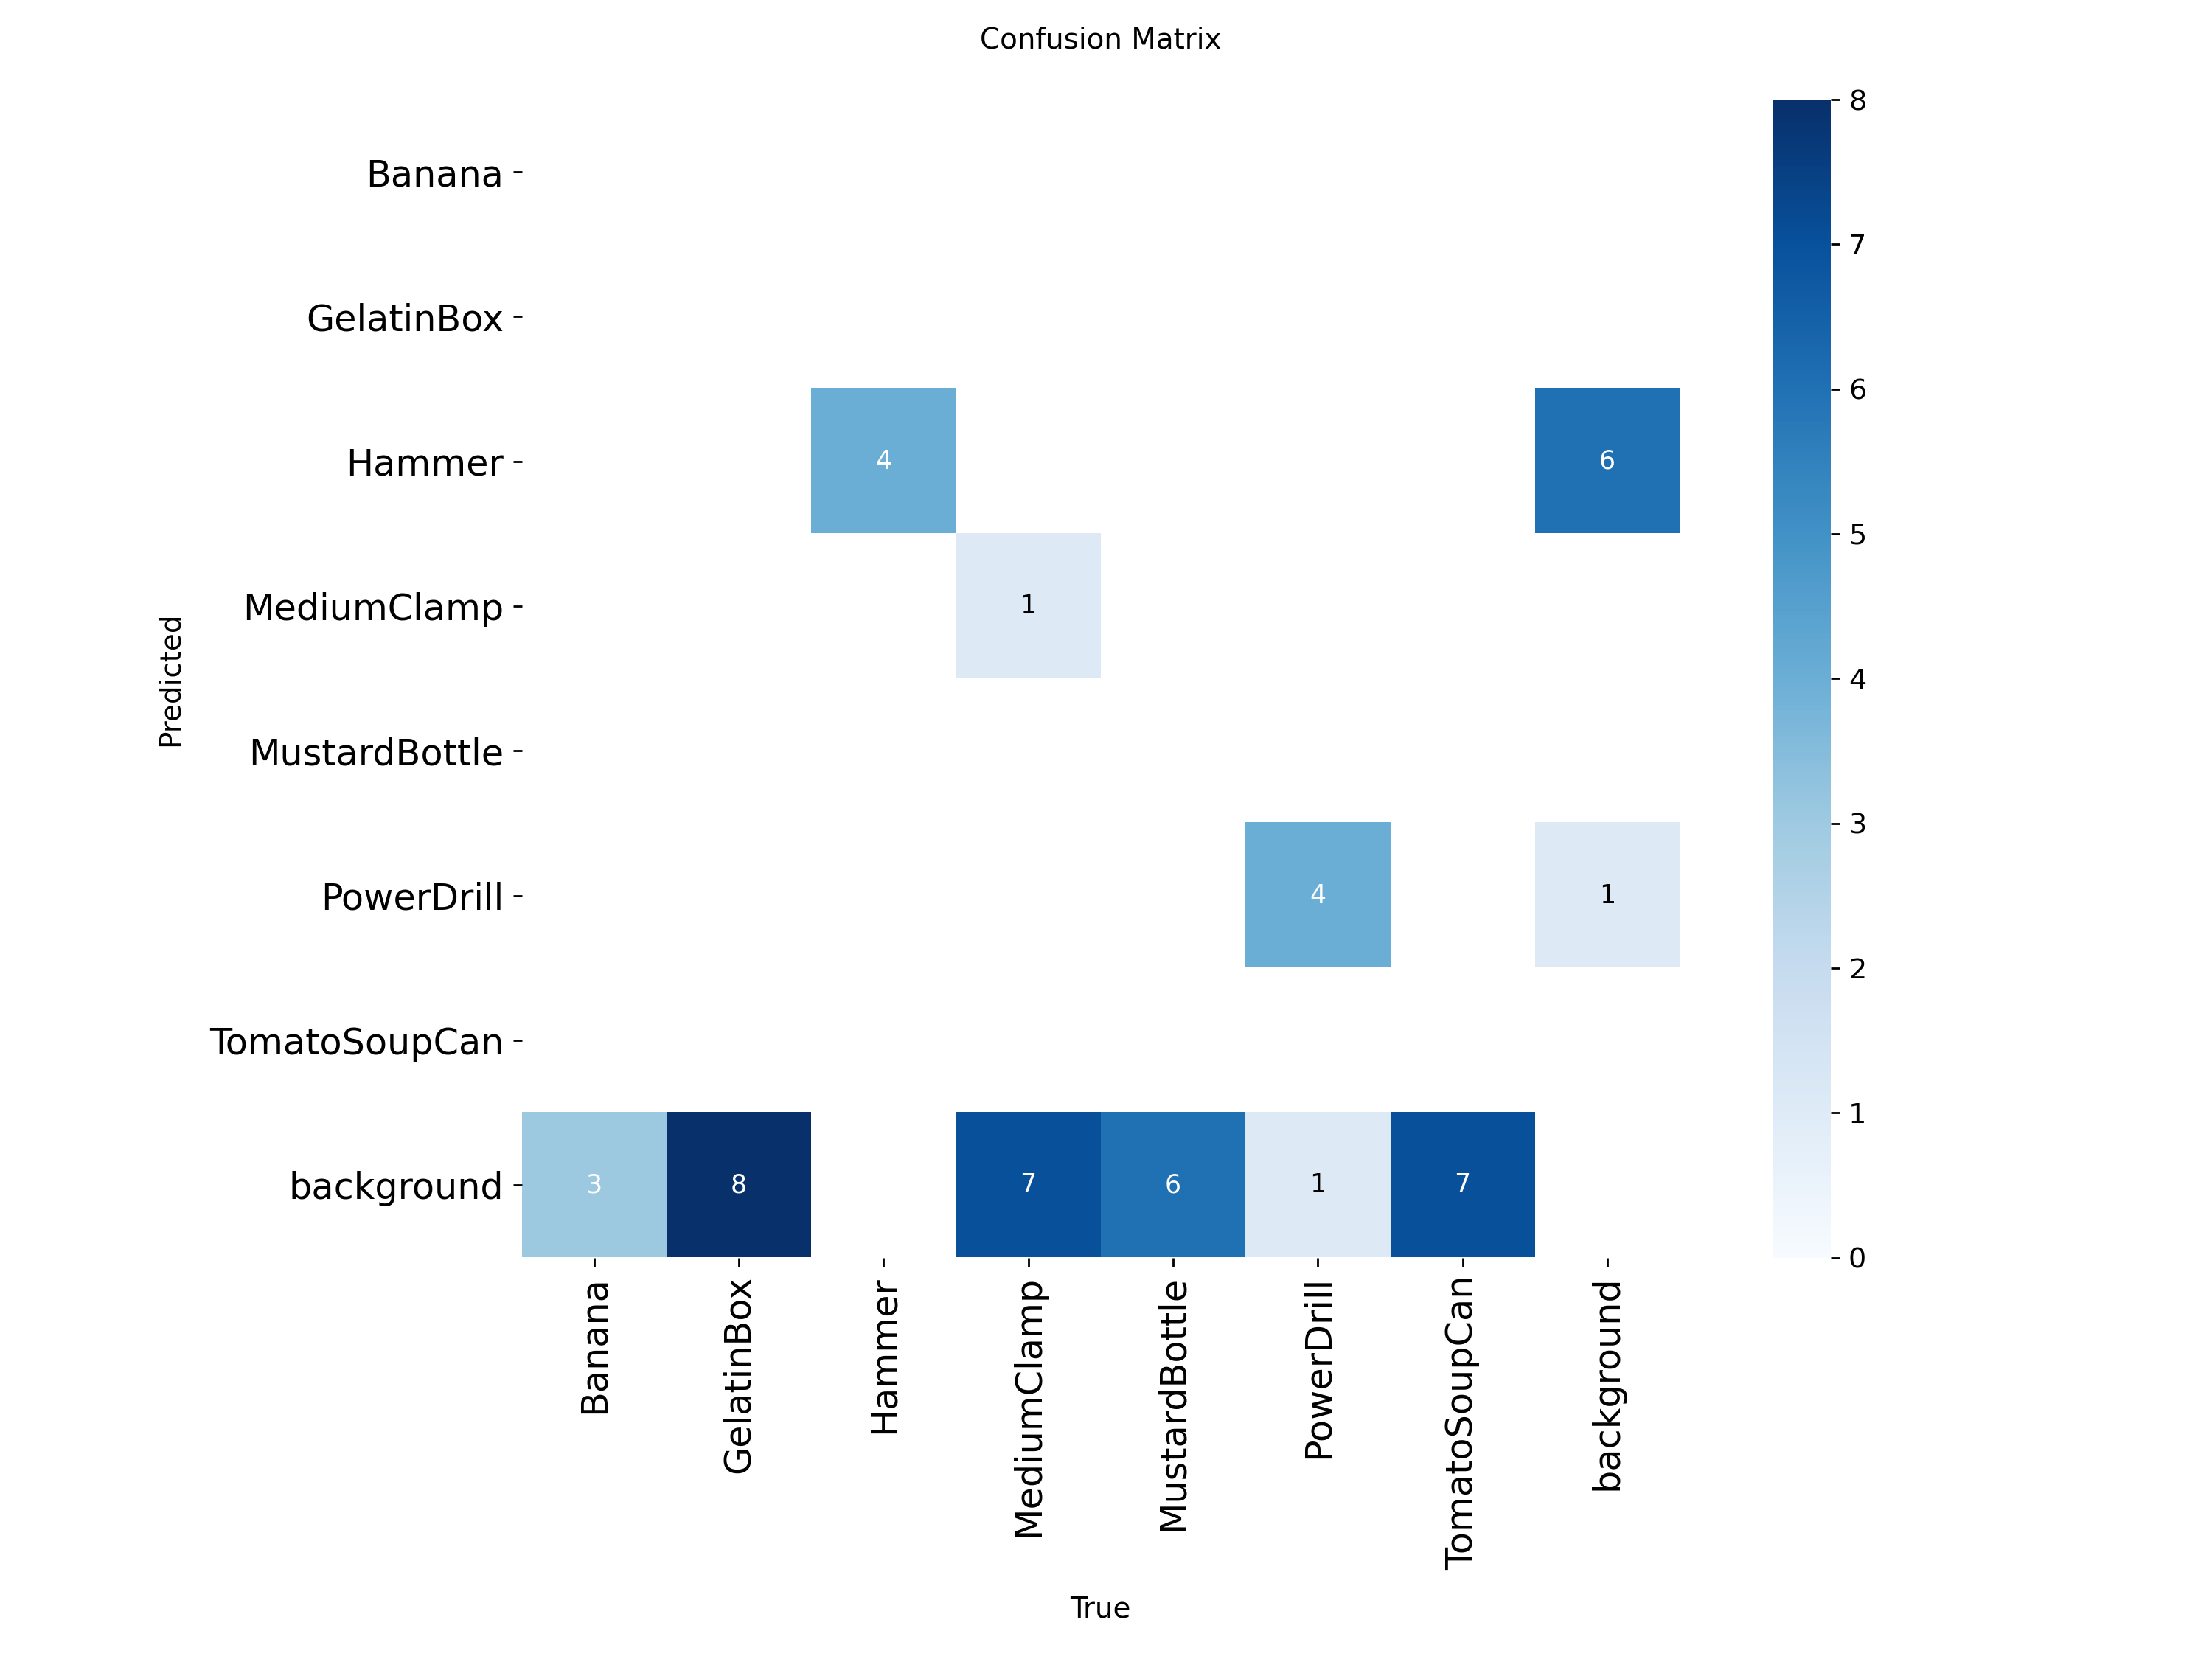 Confusion Matrix
Predicted
Banana
GelatinBox
Hammer 4 6
MediumClamp 1
MustardBottle
PowerDrill 4 1
TomatoSoupCan
background 3 8 7 6 1 7
Banana GelatinBox Hammer MediumClamp MustardBottle PowerDrill TomatoSoupCan background
True
8
7
6
5
4
3
2
1
0